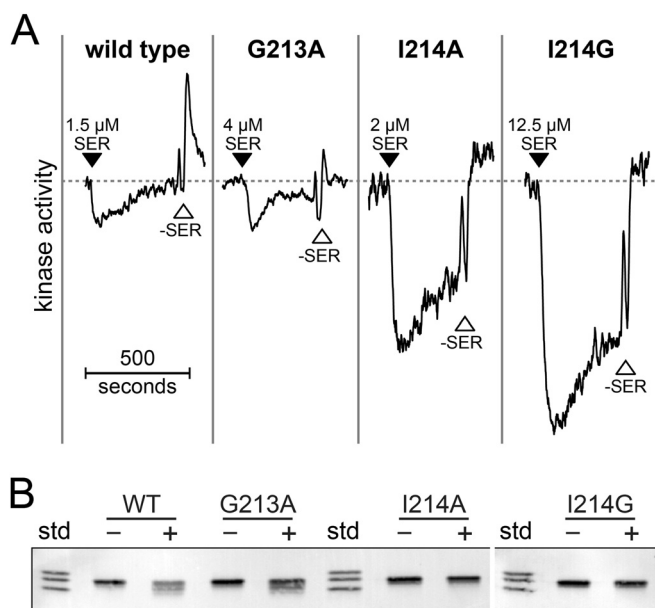 A
wild type
G213A
I214A
I214G
1.5 µM
SER
4 µM
SER
2 µM
SER
12.5 µM
SER
kinase activity
-SER
-SER
-SER
-SER
500
seconds
B
WT
G213A
I214A
I214G
std
−
+
−
+
std
−
+
std
−
+